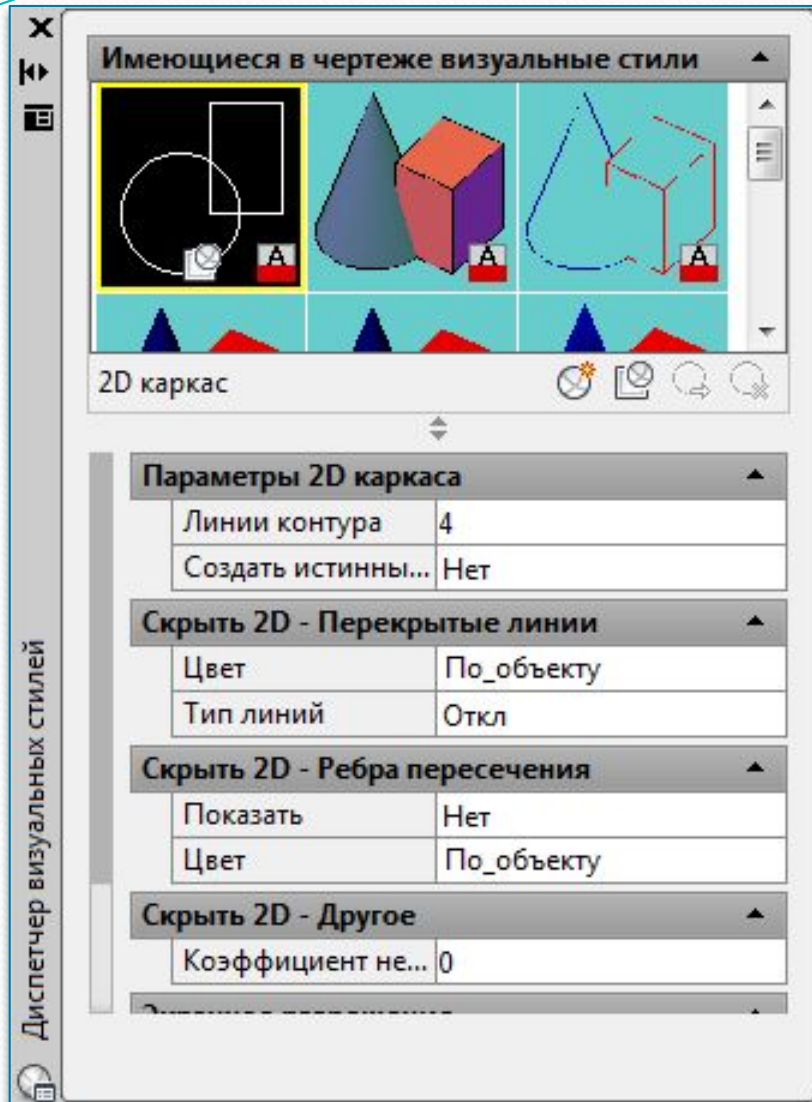 Имеющиеся в чертеже визуальные стили
A A A
2D каркас
Параметры 2D каркаса
Линии контура 4
Создать истинны... Нет
Скрыть 2D - Перекрытые линии
Цвет По_объекту
Тип линий Откл
Скрыть 2D - Ребра пересечения
Показать Нет
Цвет По_объекту
Скрыть 2D - Другое
Коэффициент не... 0
Диспетчер визуальных стилей